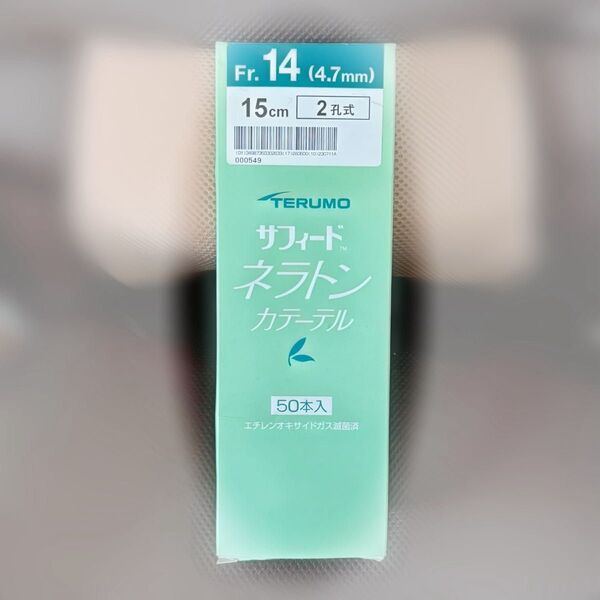 Fr.14 (4.7mm)
15cm 2孔式
000549
TERUMO
サフィード™
ネラトン
カテーテル
50本入
エチレンオキサイドガス滅菌済